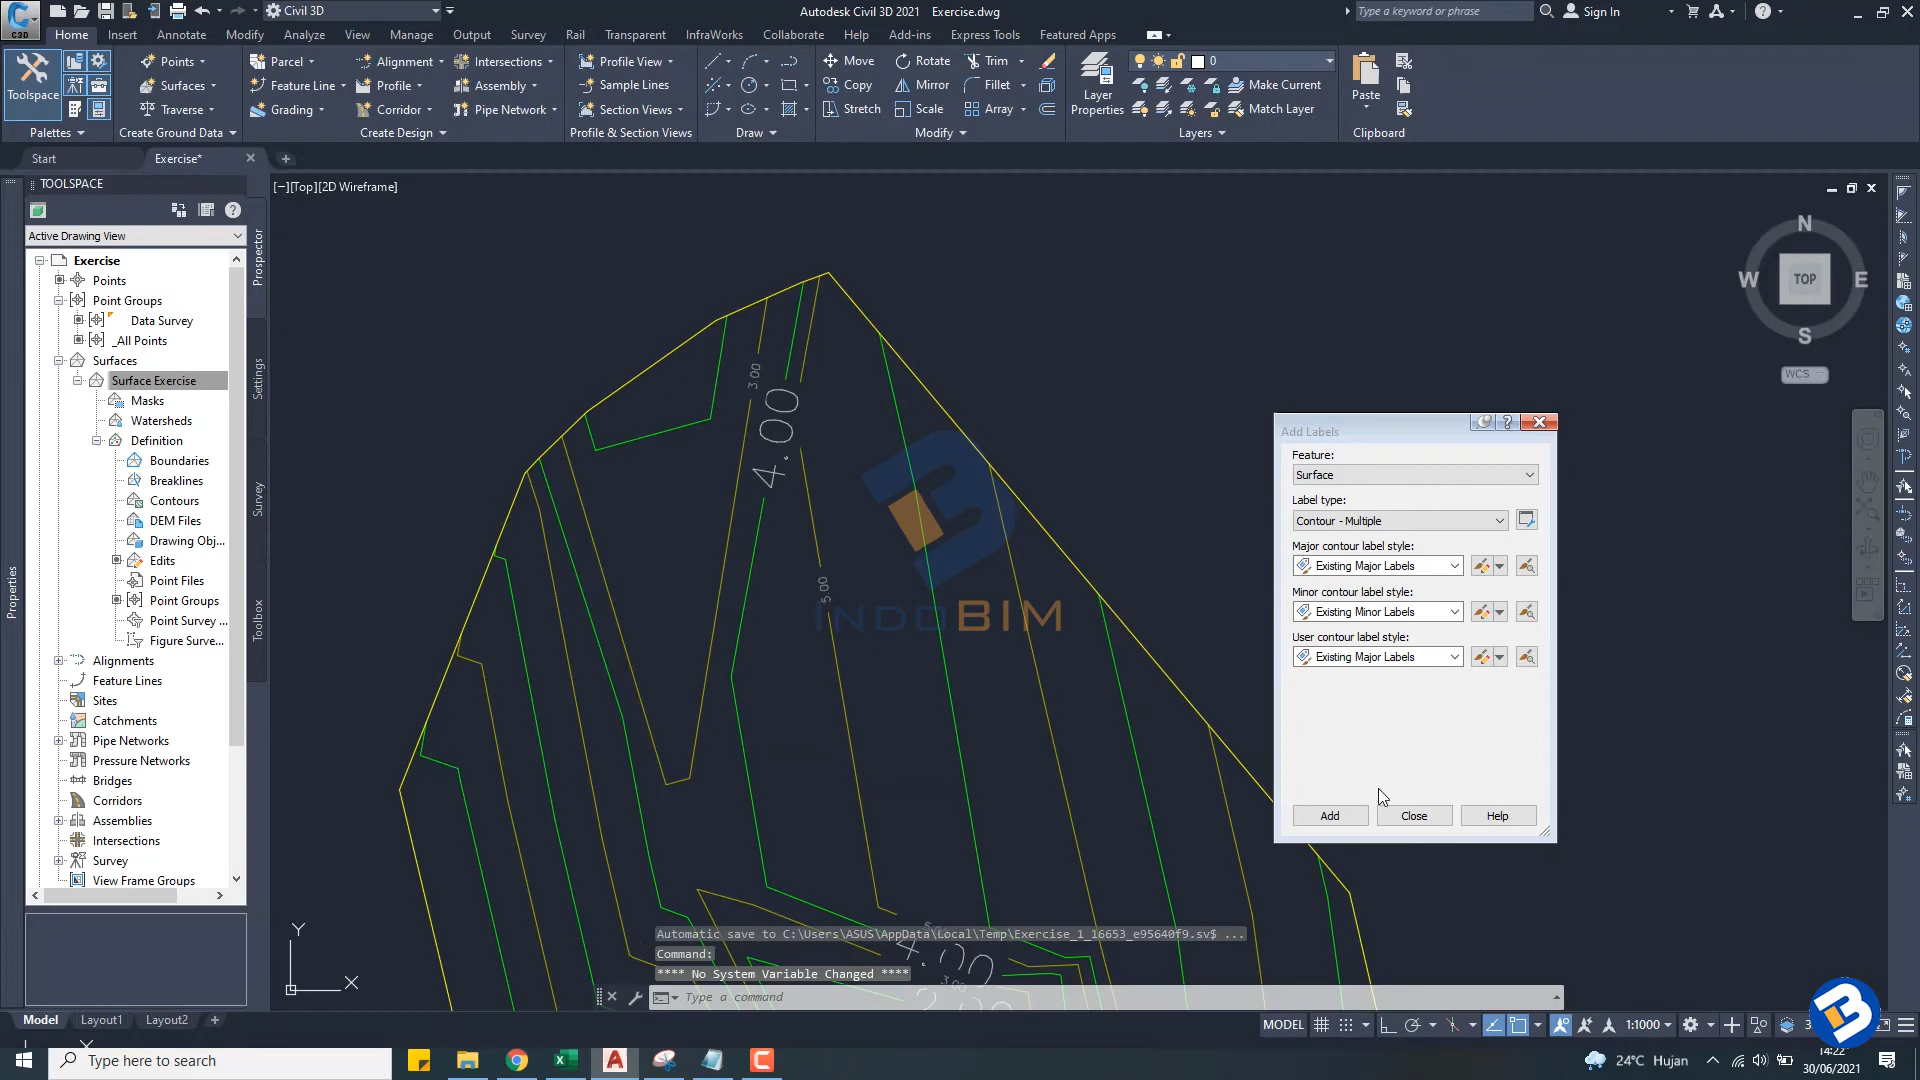 Civil 3D
Autodesk Civil 3D 2021 Exercise.dwg
Type a keyword or phrase
Sign In
Home Insert Annotate Modify Analyze View Manage Output Survey Rail Transparent InfraWorks Collaborate Help Add-ins Express Tools Featured Apps
Toolspace
Points
Surfaces
Traverse
Parcel
Feature Line
Grading
Alignment
Profile
Corridor
Intersections
Assembly
Pipe Network
Profile View
Sample Lines
Section Views
Move
Copy
Stretch
Rotate
Mirror
Scale
Trim
Fillet
Array
Layer
Properties
0
Make Current
Match Layer
Paste
Palettes Create Ground Data Create Design Profile & Section Views Draw Modify Layers Clipboard
Start Exercise*
TOOLSPACE
Active Drawing View
Exercise
Points
Point Groups
Data Survey
_All Points
Surfaces
Surface Exercise
Masks
Watersheds
Definition
Boundaries
Breaklines
Contours
DEM Files
Drawing Obj...
Edits
Point Files
Point Groups
Point Survey ...
Figure Surve...
Alignments
Feature Lines
Sites
Catchments
Pipe Networks
Pressure Networks
Bridges
Corridors
Assemblies
Intersections
Survey
View Frame Groups
Prospector
Settings
Survey
Toolbox
Properties
[−][Top][2D Wireframe]
N
W TOP E
S
WCS
3.00
4.00
5.00
INDOBIM
4.00
3.00
Add Labels
Feature:
Surface
Label type:
Contour - Multiple
Major contour label style:
Existing Major Labels
Minor contour label style:
Existing Minor Labels
User contour label style:
Existing Major Labels
Add Close Help
Automatic save to C:\Users\ASUS\AppData\Local\Temp\Exercise_1_16653_e95640f9.sv$ ...
Command:
**** No System Variable Changed ****
Type a command
Y
X
Model Layout1 Layout2
MODEL
1:1000
Type here to search
24°C Hujan
14:22
30/06/2021